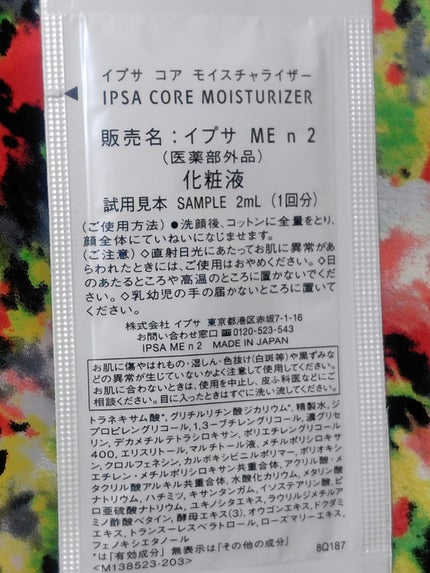 イプサ コア モイスチャライザー
IPSA CORE MOISTURIZER
販売名：イプサ ME n 2
（医薬部外品）
化粧液
試用見本 SAMPLE 2mL（1回分）
（ご使用方法）●洗顔後、コットンに全量をとり、
顔全体にていねいになじませます。
（ご注意）◇直射日光にあたってお肌に異常があ
らわれたときには、ご使用はおやめください。◇日
のあたるところや高温のところに置かないでくだ
さい。◇乳幼児の手の届かないところに置いて
ください。
株式会社 イプサ 東京都港区赤坂7-1-16
お問い合わせ窓口 0120-523-543
IPSA ME n 2 MADE IN JAPAN
お肌に傷やはれもの・湿しん・色抜け(白斑等)や黒ずみな
どの異常が生じていないかよく注意して使用してください。
お肌に合わないときは、使用を中止し、皮ふ科医などにご
相談ください。目に入ったときはすぐに洗い流してください。
トラネキサム酸*、グリチルリチン酸ジカリウム*、精製水、ジ
プロピレングリコール、1,3-ブチレングリコール、濃グリセ
リン、デカメチルテトラシロキサン、ポリエチレングリコール
400、エリスリトール、マルチトール液、メチルポリシロキサ
ン、クロルフェネシン、カルボキシビニルポリマー、ポリオキシ
エチレン・メチルポリシロキサン共重合体、アクリル酸・メ
タクリル酸アルキル共重合体、水酸化カリウム、メタリン酸
ナトリウム、ハチミツ、キサンタンガム、イソステアリン酸、ピ
ロ亜硫酸ナトリウム、ユキノシタエキス、ラウリルジメチルア
ミノ酢酸ベタイン、酵母エキス(3)、オウゴンエキス、ドクダミ
エキス、トランスーレスベラトロール、ローズマリーエキス、
フェノキシエタノール
*は「有効成分」無表示は「その他の成分」
8Q187
<M138523-203>